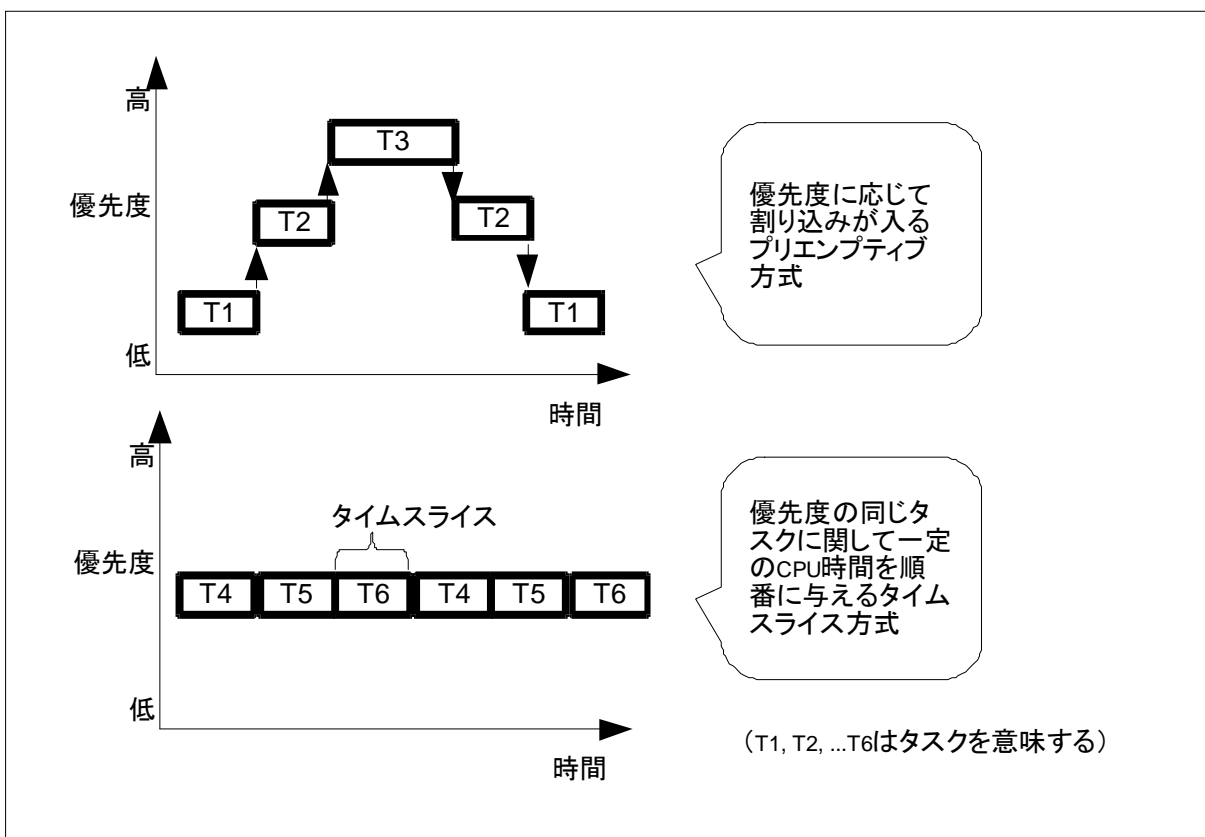 高
優先度
低
T3
T2
T2
T1
T1
時間
優先度に応じて
割り込みが入る
プリエンプティブ
方式
高
優先度
低
タイムスライス
T4
T5
T6
T4
T5
T6
時間
優先度の同じタ
スクに関して一定
のCPU時間を順
番に与えるタイム
スライス方式
（T1, T2, ...T6はタスクを意味する）